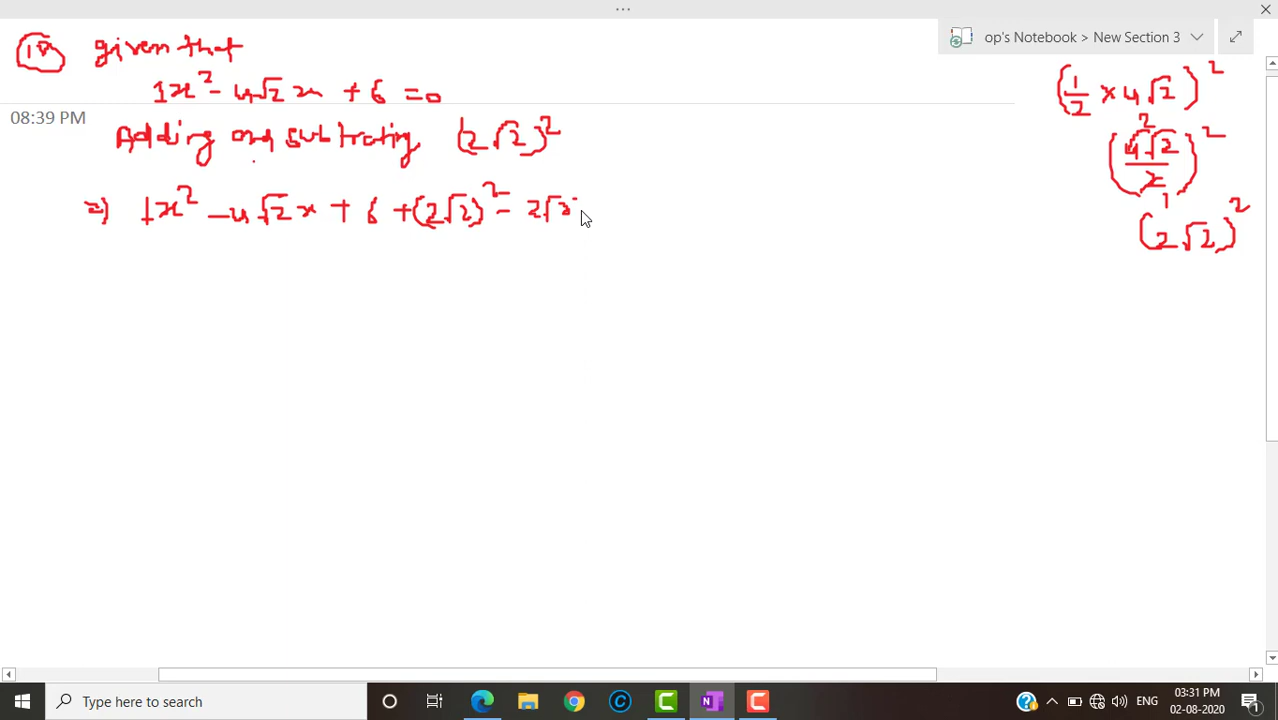 op's Notebook > New Section 3
given that
1x² - 4√2 x + 6 = 0
08:39 PM
Adding and subtrating (2√2)²
⇒ 1x² - 4√2 x + 6 + (2√2)² - 2√2
(1/2 × 4√2)²
(4√2/2)²
2
1
(2√2)²
Type here to search
ENG
03:31 PM
02-08-2020